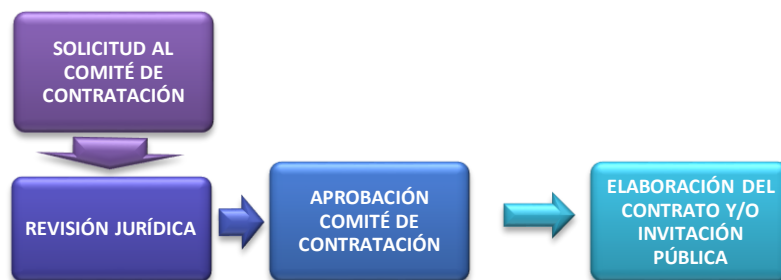 SOLICITUD AL
COMITÉ DE
CONTRATACIÓN
REVISIÓN JURÍDICA
APROBACIÓN
COMITÉ DE
CONTRATACIÓN
ELABORACIÓN DEL
CONTRATO Y/O
INVITACIÓN
PÚBLICA